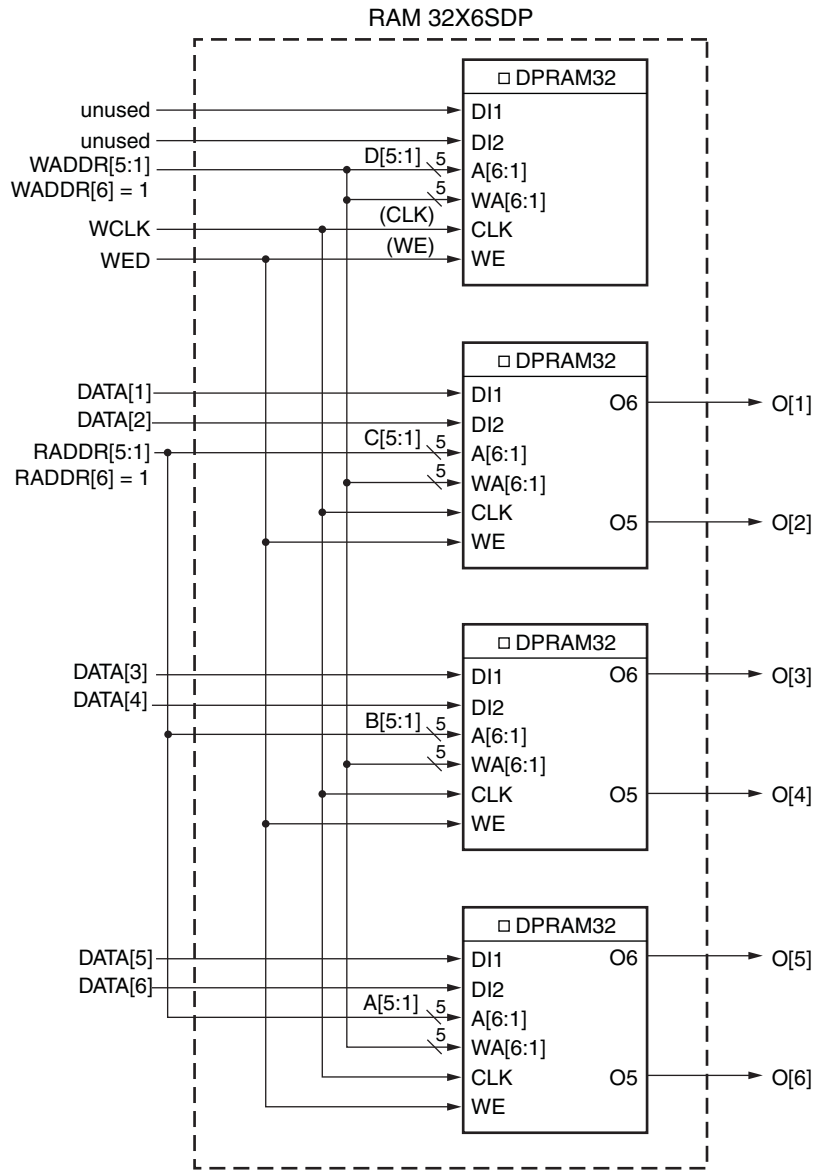 RAM 32X6SDP
DPRAM32
unused
DI1
unused
DI2
WADDR[5:1]
D[5:1]
5
A[6:1]
WADDR[6] = 1
5
WA[6:1]
WCLK
(CLK)
CLK
WED
(WE)
WE
DPRAM32
DATA[1]
DI1
O6
O[1]
DATA[2]
DI2
RADDR[5:1]
C[5:1]
5
A[6:1]
RADDR[6] = 1
5
WA[6:1]
CLK
O5
O[2]
WE
DPRAM32
DATA[3]
DI1
O6
O[3]
DATA[4]
DI2
B[5:1]
5
A[6:1]
5
WA[6:1]
CLK
O5
O[4]
WE
DPRAM32
DATA[5]
DI1
O6
O[5]
DATA[6]
DI2
A[5:1]
5
A[6:1]
5
WA[6:1]
CLK
O5
O[6]
WE